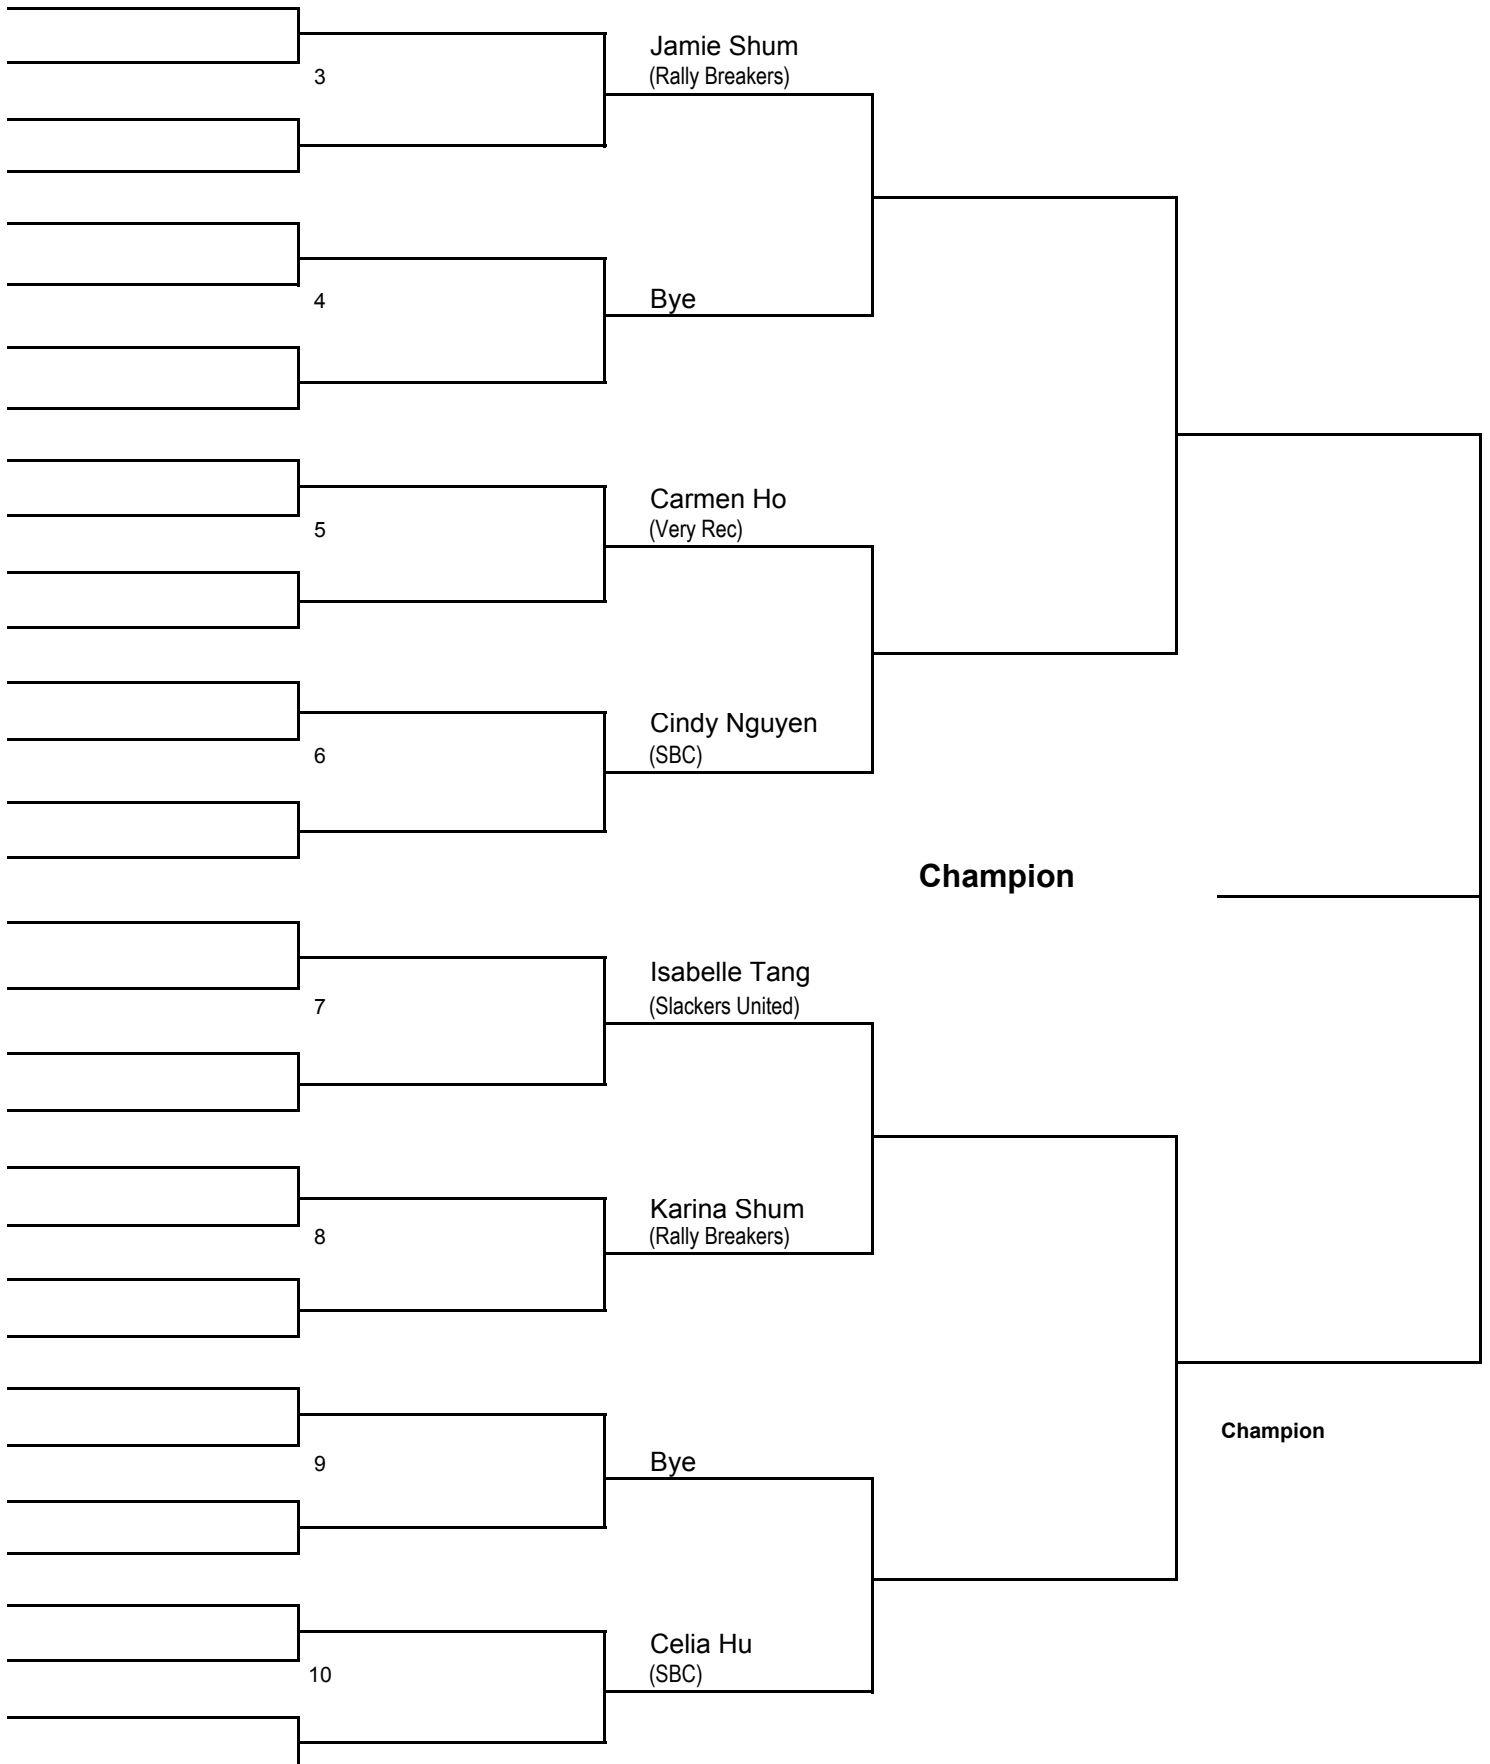 Jamie Shum
(Rally Breakers)
3
4
Bye
Carmen Ho
(Very Rec)
5
Cindy Nguyen
(SBC)
6
Champion
Isabelle Tang
(Slackers United)
7
Karina Shum
(Rally Breakers)
8
Champion
9
Bye
Celia Hu
(SBC)
10